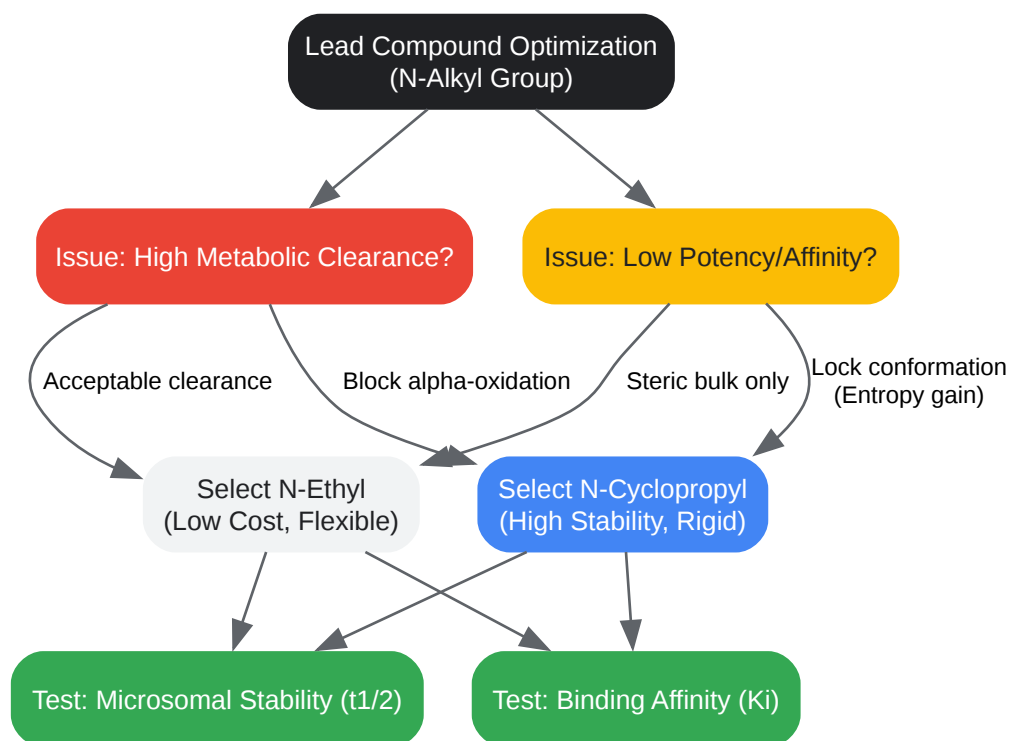 Lead Compound Optimization
(N-Alkyl Group)
Issue: High Metabolic Clearance?
Issue: Low Potency/Affinity?
Acceptable clearance
Block alpha-oxidation
Steric bulk only
Lock conformation
(Entropy gain)
Select N-Ethyl
(Low Cost, Flexible)
Select N-Cyclopropyl
(High Stability, Rigid)
Test: Microsomal Stability (t1/2)
Test: Binding Affinity (Ki)